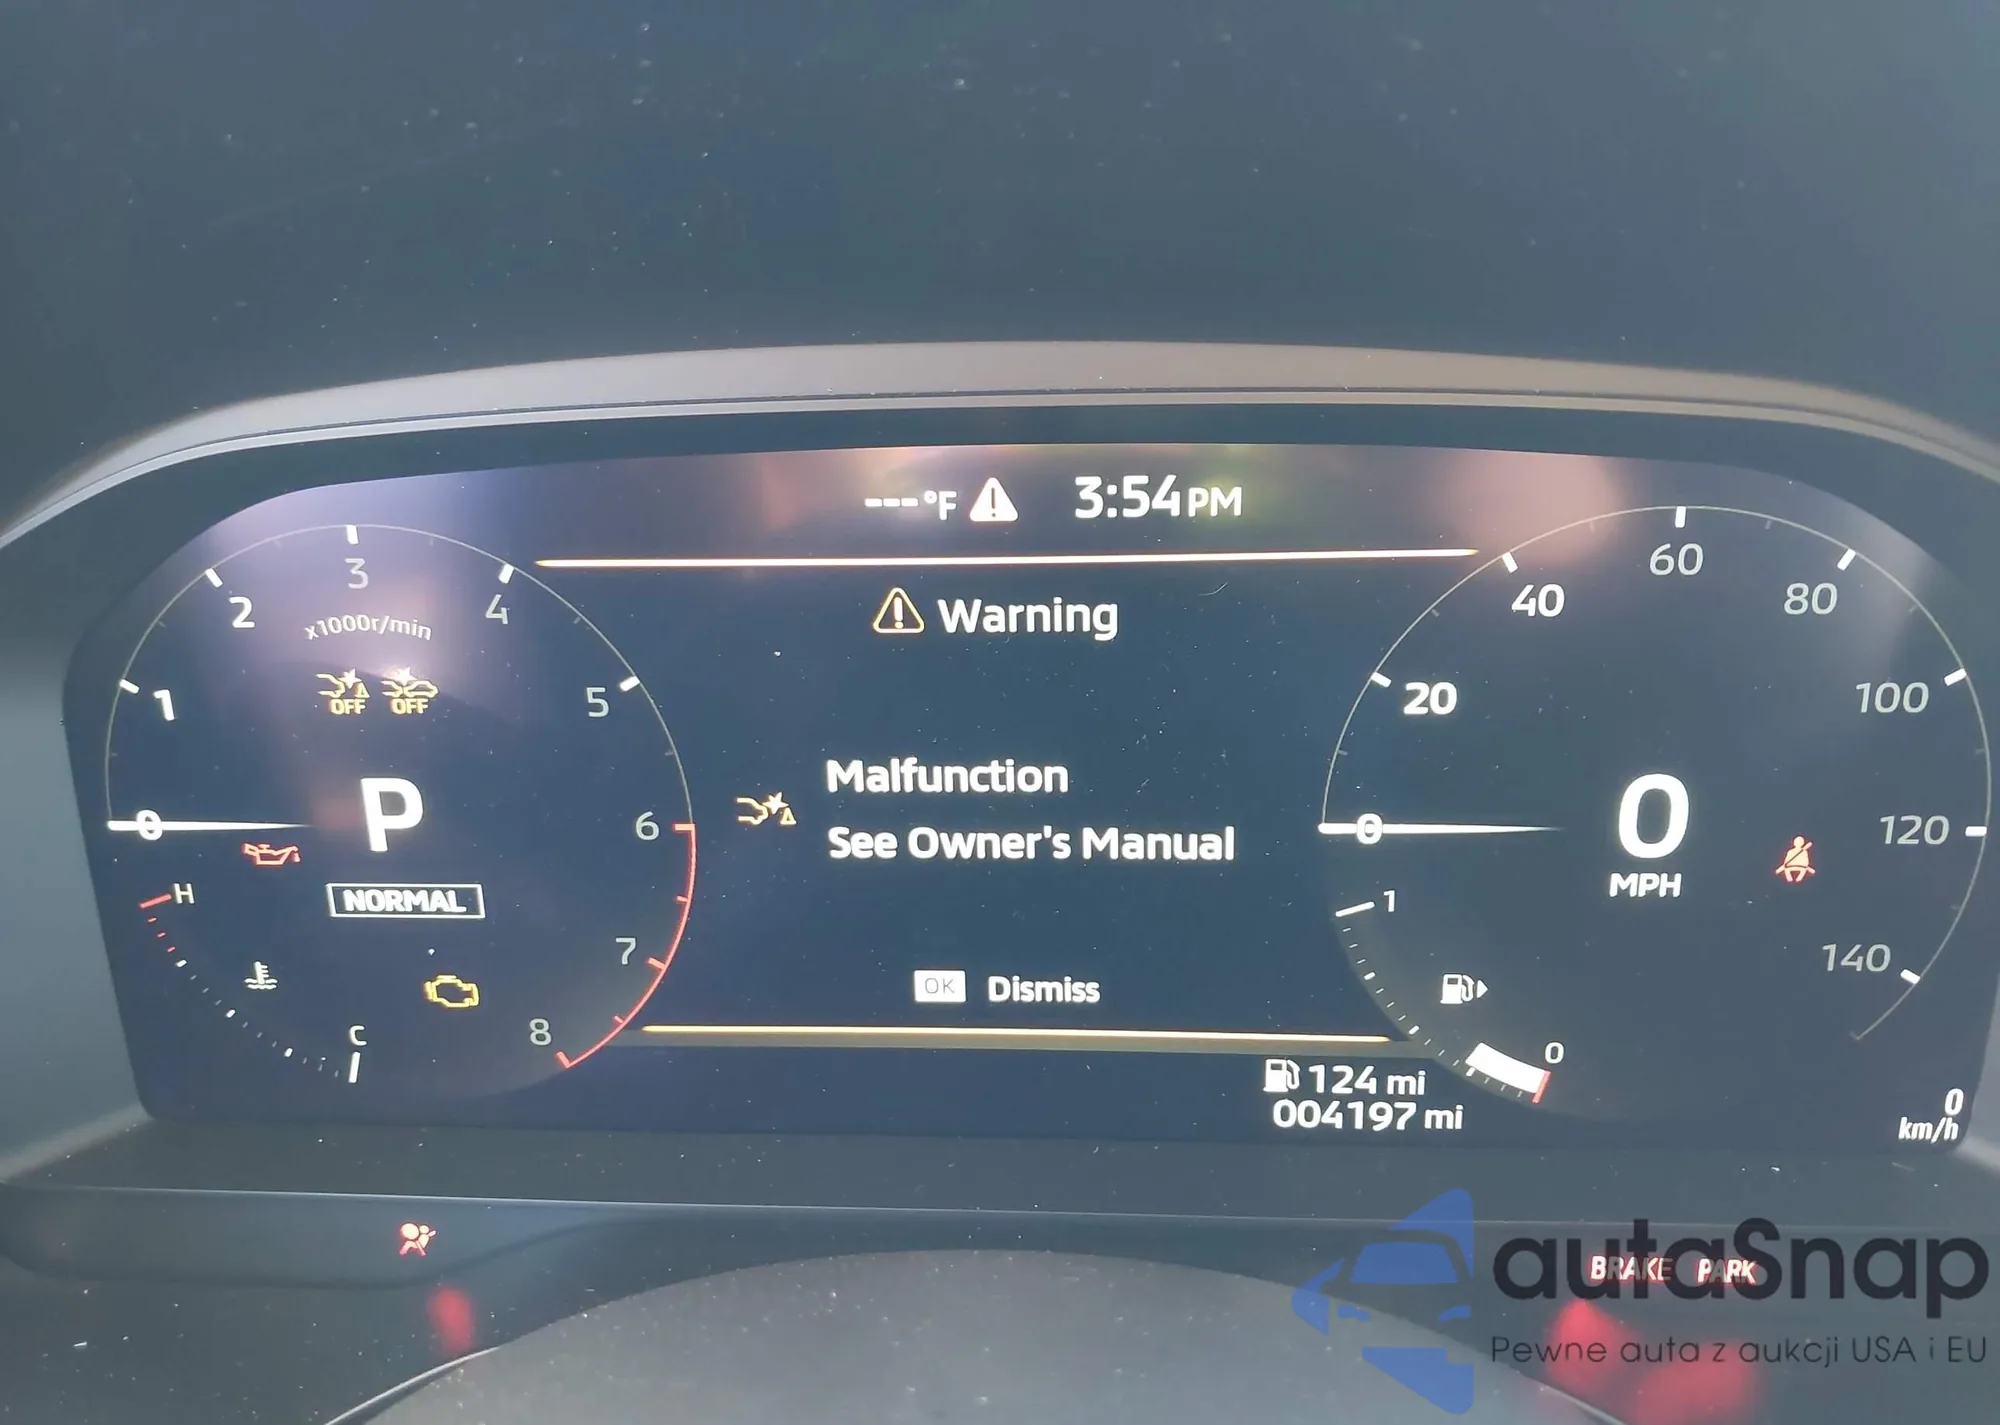 ---°F 3:54PM
Warning
Malfunction
See Owner's Manual
OK Dismiss
0
1
2
3
4
5
6
7
8
x1000r/min
OFF OFF
P
NORMAL
H
C
0
20
40
60
80
100
120
140
0
MPH
1
0
124 mi
004197 mi
0
km/h
BRAKE PARK
autaSnap
Pewne auta z aukcji USA i EU